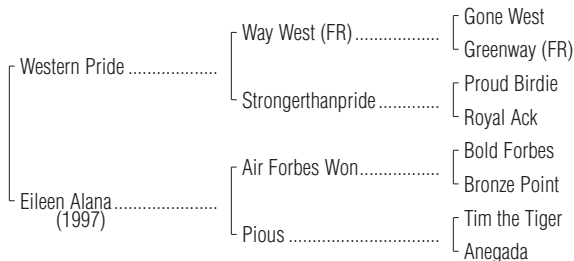 Gone West
Way West (FR) ..................
Greenway (FR)
Western Pride ...................
Proud Birdie
Strongerthanpride .............
Royal Ack
Bold Forbes
Air Forbes Won .................
Bronze Point
Eileen Alana ......................
(1997)
Tim the Tiger
Pious ................................
Anegada